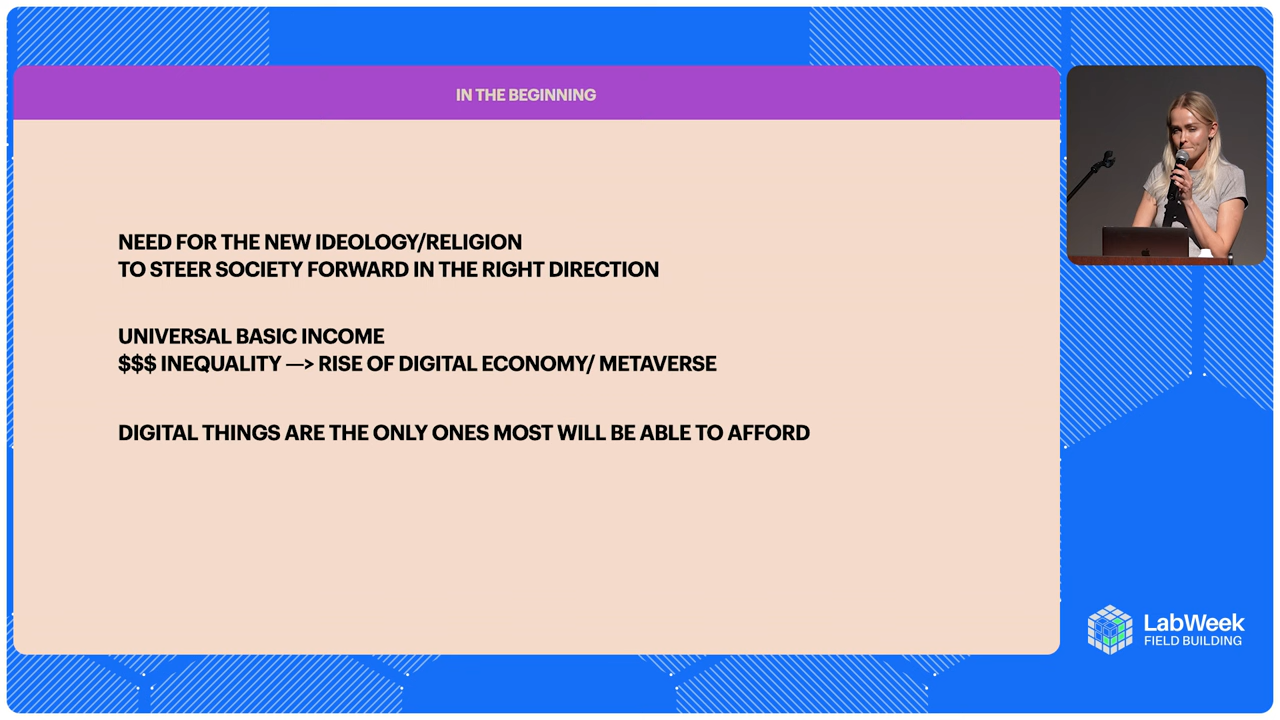 IN THE BEGINNING
NEED FOR THE NEW IDEOLOGY/RELIGION
TO STEER SOCIETY FORWARD IN THE RIGHT DIRECTION
UNIVERSAL BASIC INCOME
$$$ INEQUALITY —> RISE OF DIGITAL ECONOMY/ METAVERSE
DIGITAL THINGS ARE THE ONLY ONES MOST WILL BE ABLE TO AFFORD
LabWeek
FIELD BUILDING